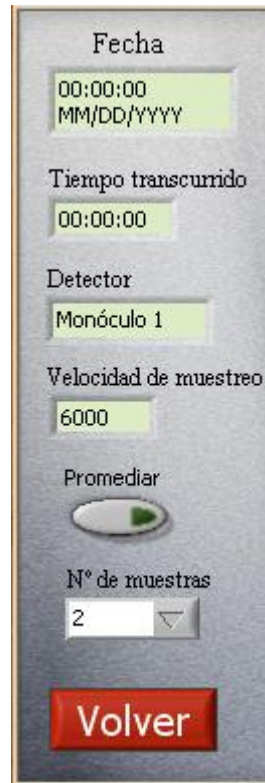 Fecha
00:00:00
MM/DD/YYYY
Tiempo transcurrido
00:00:00
Detector
Monóculo 1
Velocidad de muestreo
6000
Promediar
N° de muestras
2
Volver